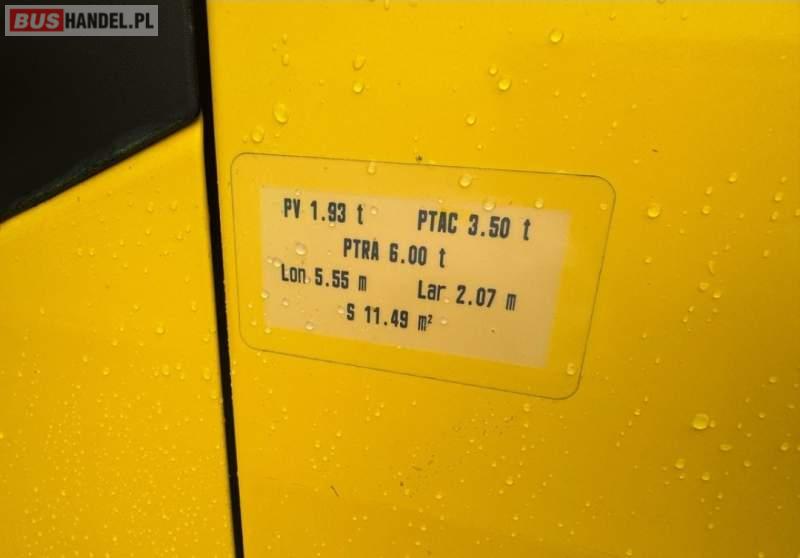 BUSHANDEL.PL
PV 1.93 t PTAC 3.50 t
PTRA 6.00 t
Lon 5.55 m Lar 2.07 m
S 11.49 m²